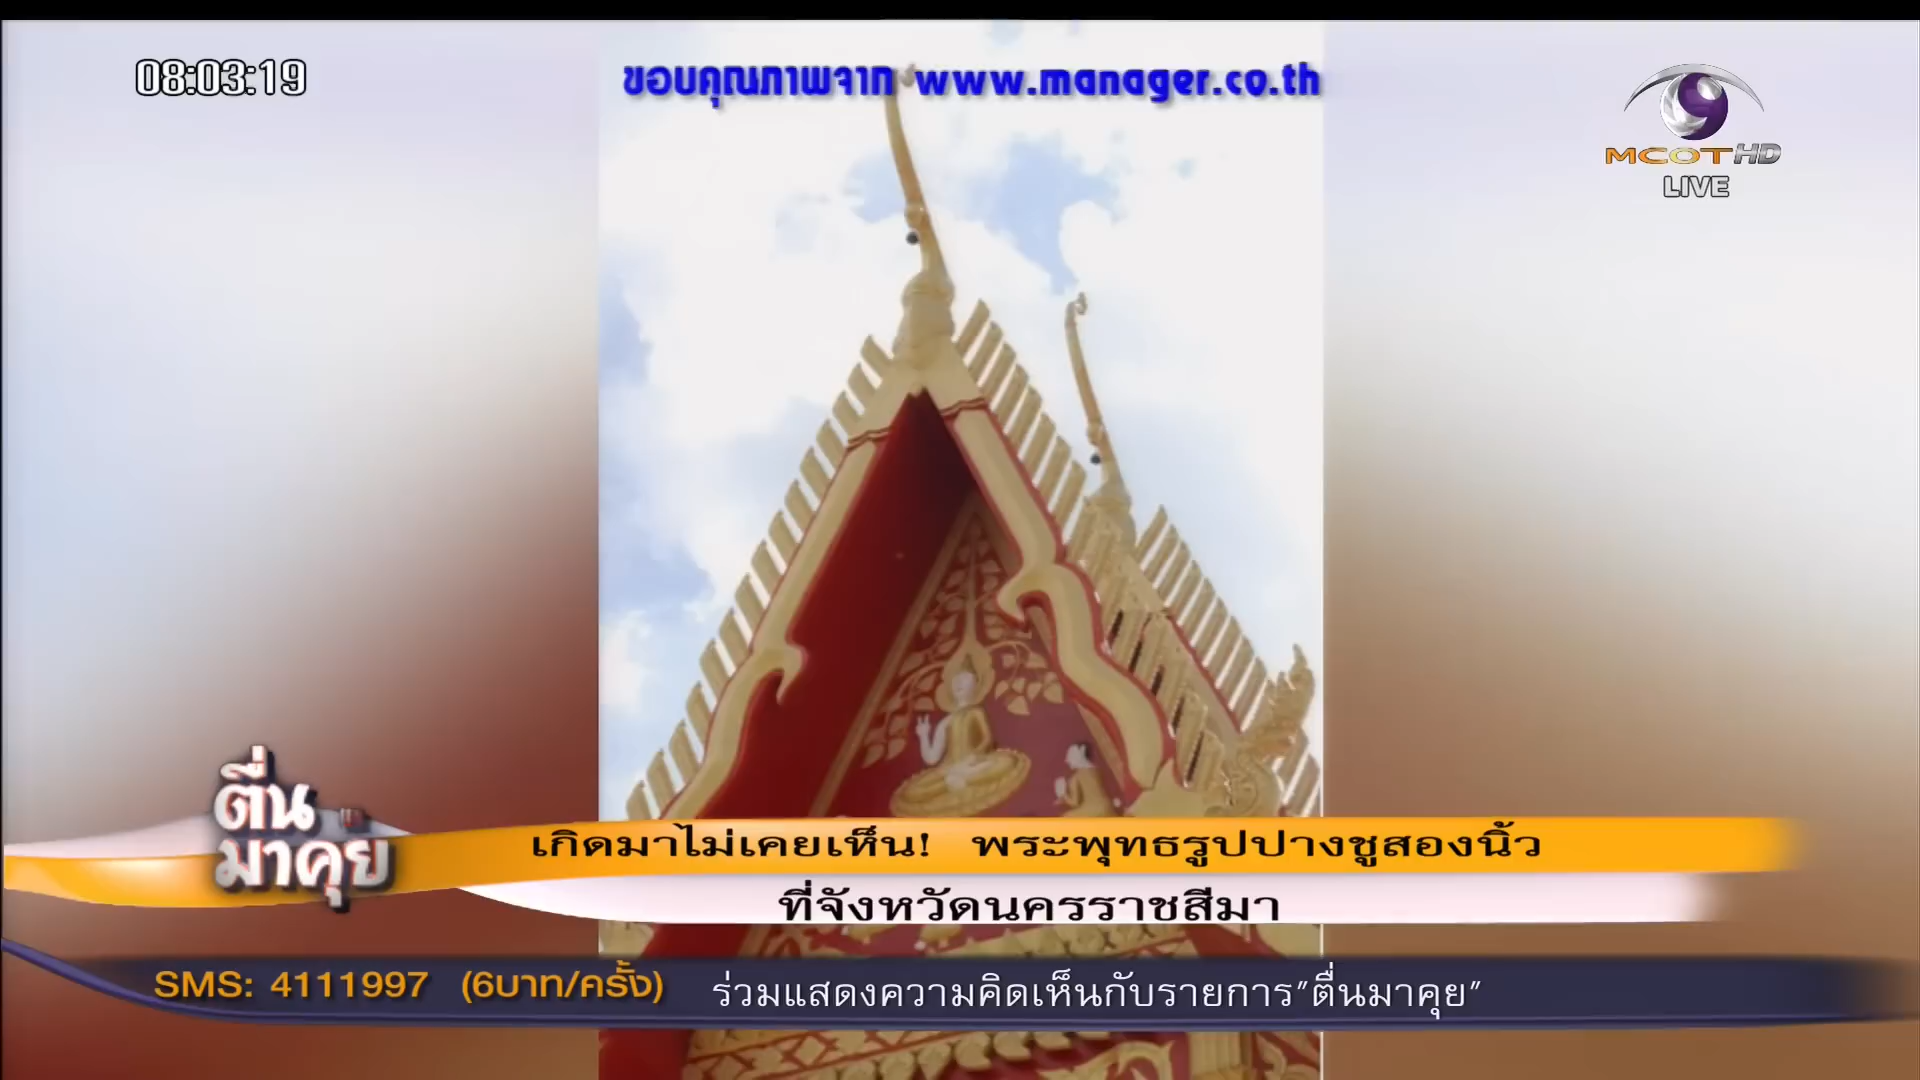 08:03:19
ขอบคุณภาพจาก www.manager.co.th
MCOT HD
LIVE
ตื่น
มาคุย
เกิดมาไม่เคยเห็น! พระพุทธรูปปางชูสองนิ้ว
ที่จังหวัดนครราชสีมา
SMS: 4111997 (6บาท/ครั้ง) ร่วมแสดงความคิดเห็นกับรายการ"ตื่นมาคุย"